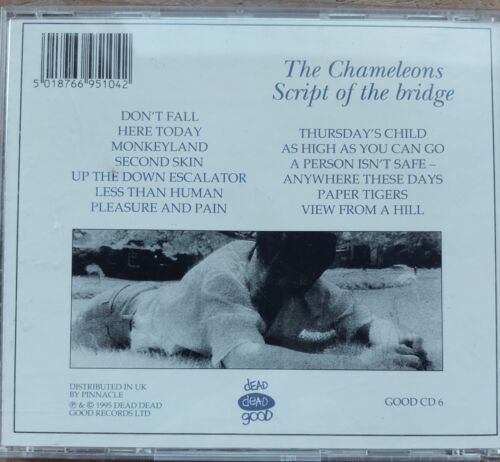 5 018766 951042
The Chameleons
Script of the bridge
DON'T FALL
HERE TODAY
MONKEYLAND
SECOND SKIN
UP THE DOWN ESCALATOR
LESS THAN HUMAN
PLEASURE AND PAIN
THURSDAY'S CHILD
AS HIGH AS YOU CAN GO
A PERSON ISN'T SAFE –
ANYWHERE THESE DAYS
PAPER TIGERS
VIEW FROM A HILL
DISTRIBUTED IN UK
BY PINNACLE
℗ & © 1995 DEAD DEAD
GOOD RECORDS LTD
DEAD
DEAD
good
GOOD CD 6